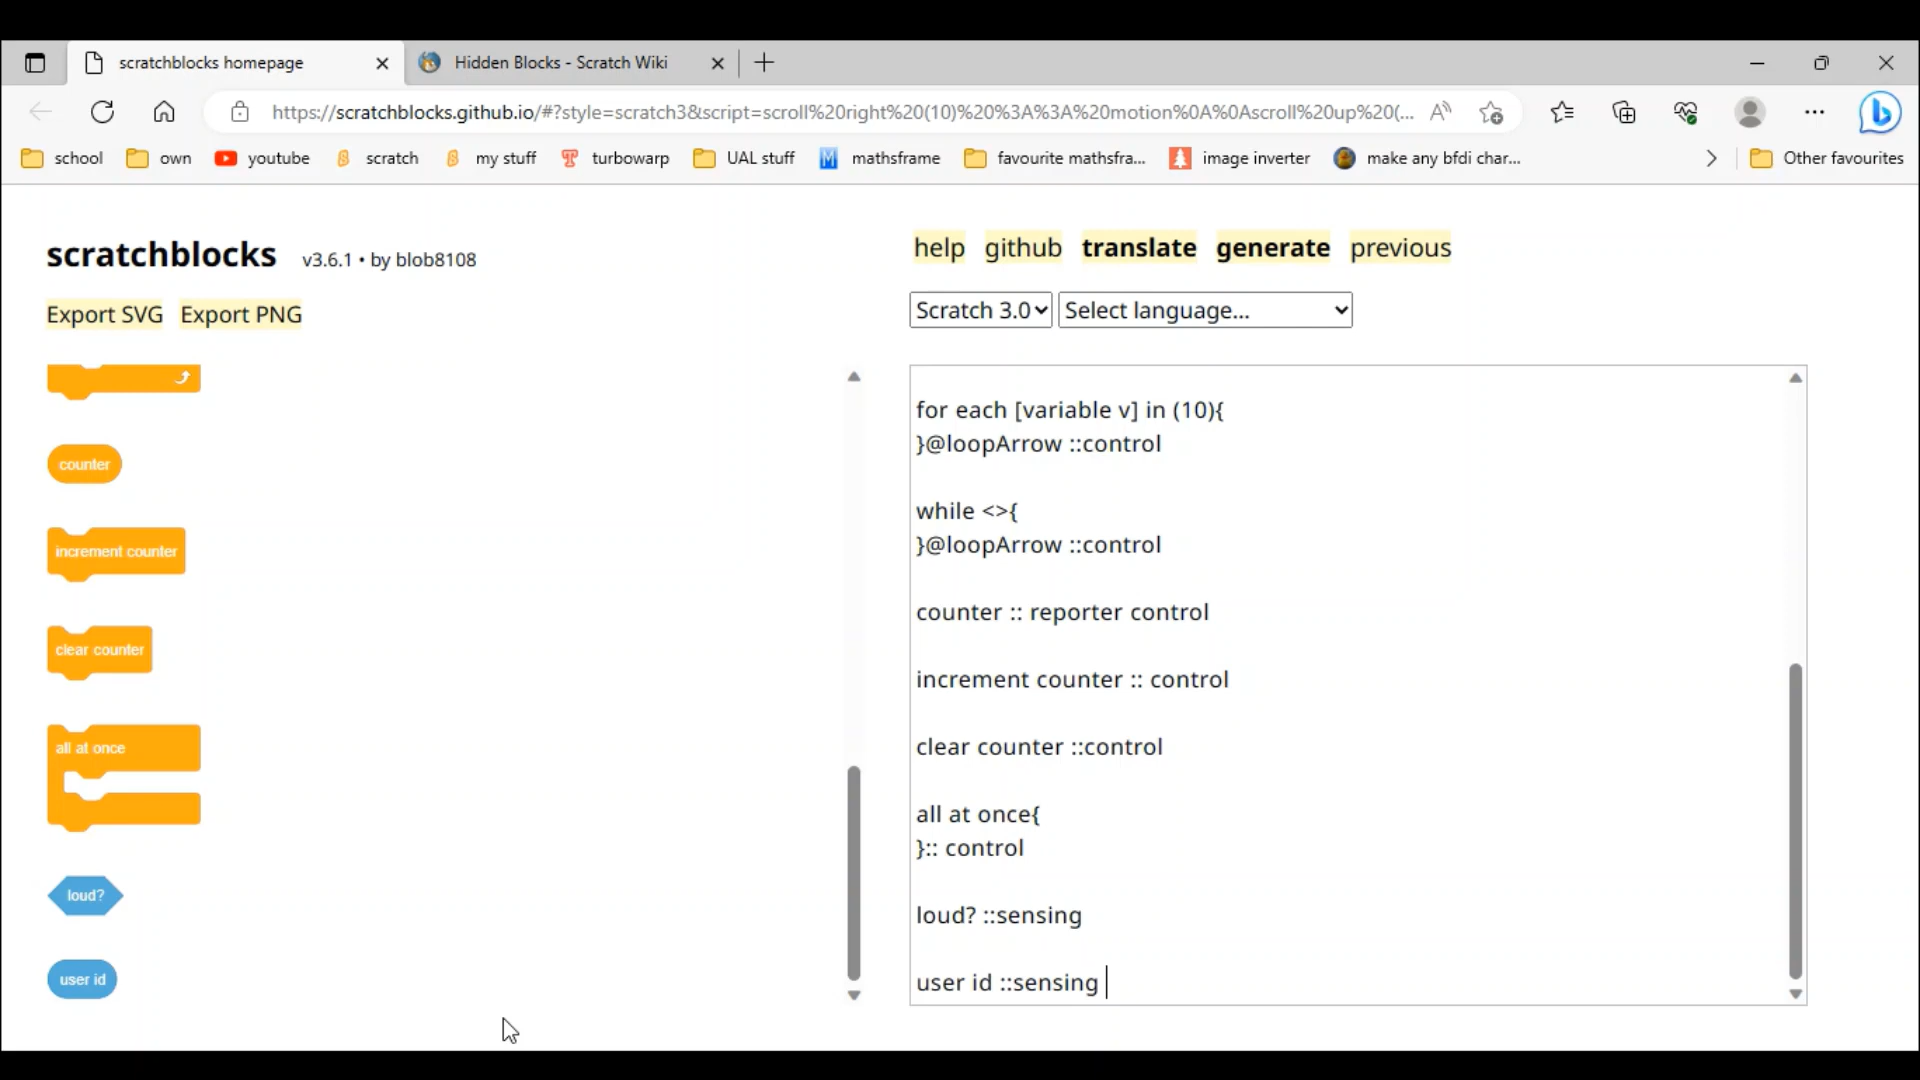 scratchblocks homepage
Hidden Blocks - Scratch Wiki
https://scratchblocks.github.io/#?style=scratch3&script=scroll%20right%20(10)%20%3A%3A%20motion%0A%0Ascroll%20up%20(...
school
own
youtube
scratch
my stuff
turbowarp
UAL stuff
mathsframe
favourite mathsfra...
image inverter
make any bfdi char...
Other favourites
scratchblocks v3.6.1 • by blob8108
help github translate generate previous
Export SVG Export PNG
Scratch 3.0
Select language...
counter
increment counter
clear counter
all at once
loud?
user id
for each [variable v] in (10){
}@loopArrow ::control
while <>{
}@loopArrow ::control
counter :: reporter control
increment counter :: control
clear counter ::control
all at once{
}:: control
loud? ::sensing
user id ::sensing